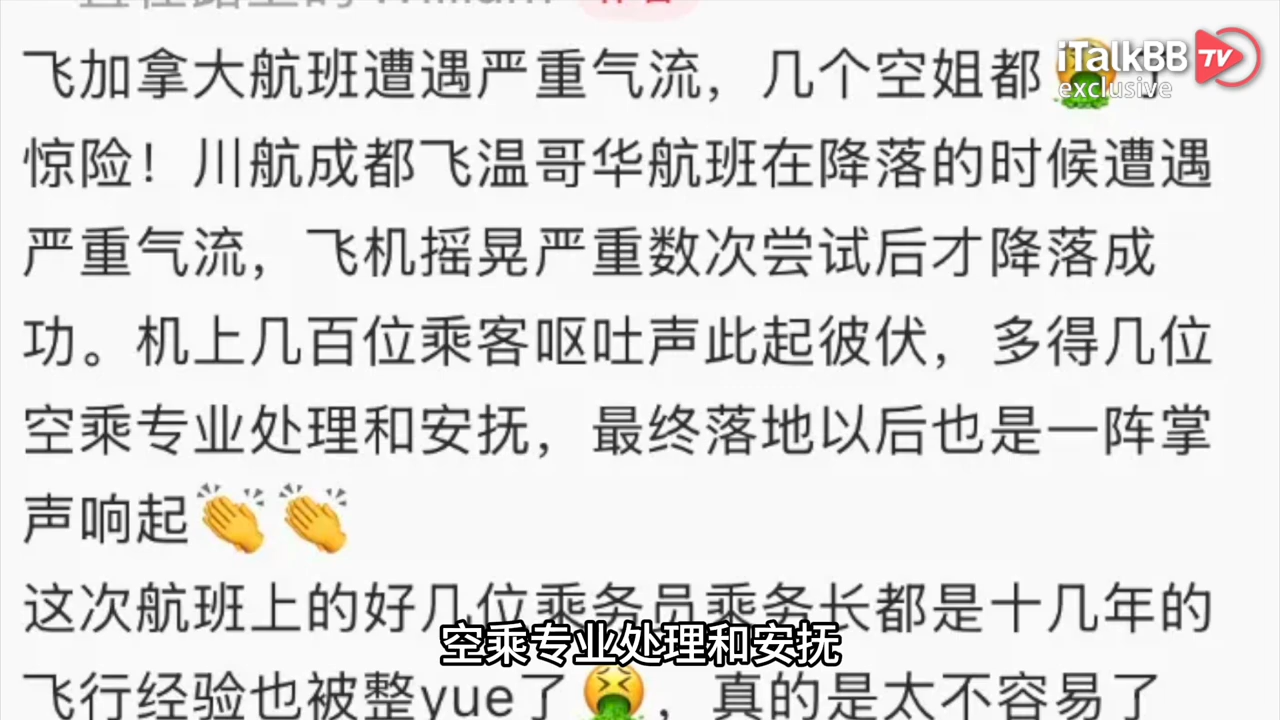 iTalkBB TV
exclusive
飞加拿大航班遭遇严重气流，几个空姐都🤮了
惊险！川航成都飞温哥华航班在降落的时候遭遇
严重气流，飞机摇晃严重数次尝试后才降落成
功。机上几百位乘客呕吐声此起彼伏，多得几位
空乘专业处理和安抚，最终落地以后也是一阵掌
声响起👏👏
这次航班上的好几位乘务员乘务长都是十几年的
空乘专业处理和安抚
飞行经验也被整yue了🤮，真的是太不容易了